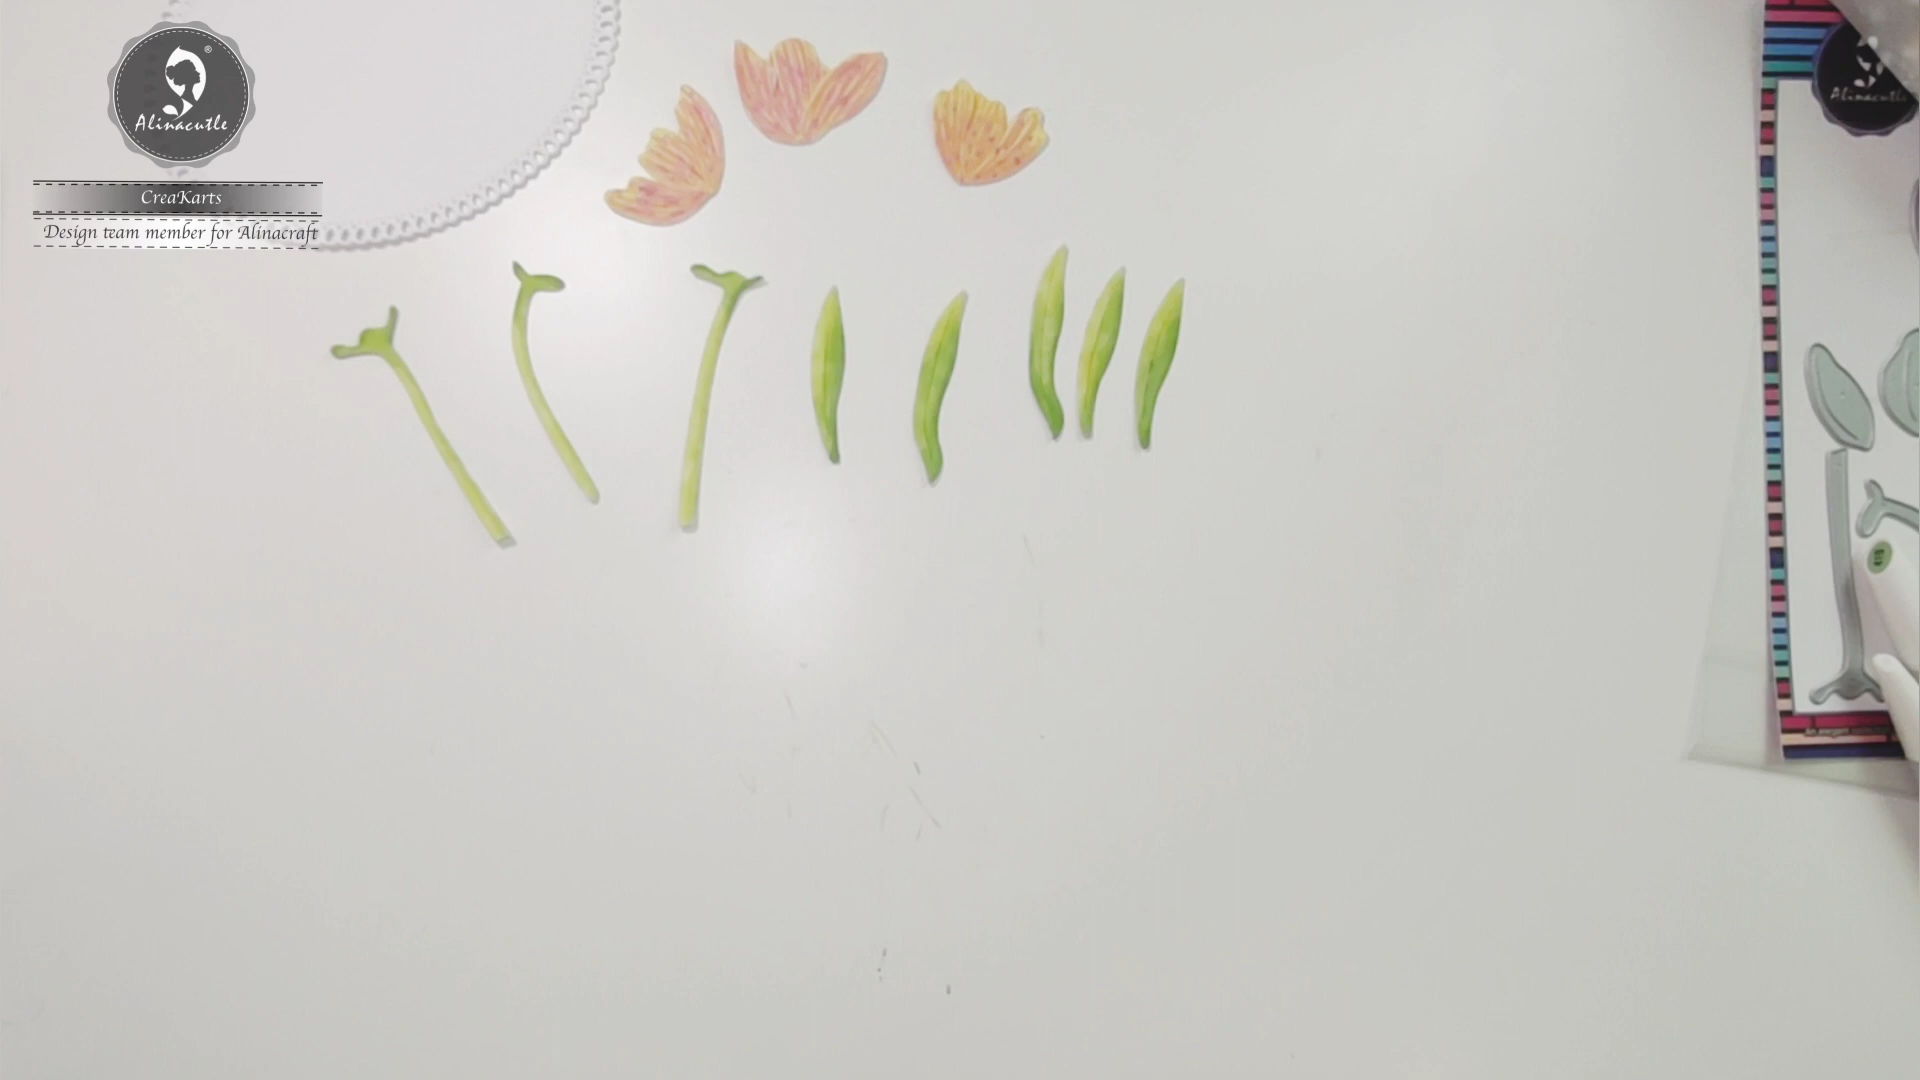 Alinacutle
®
CreaKarts
Design team member for Alinacraft
Alinacutle